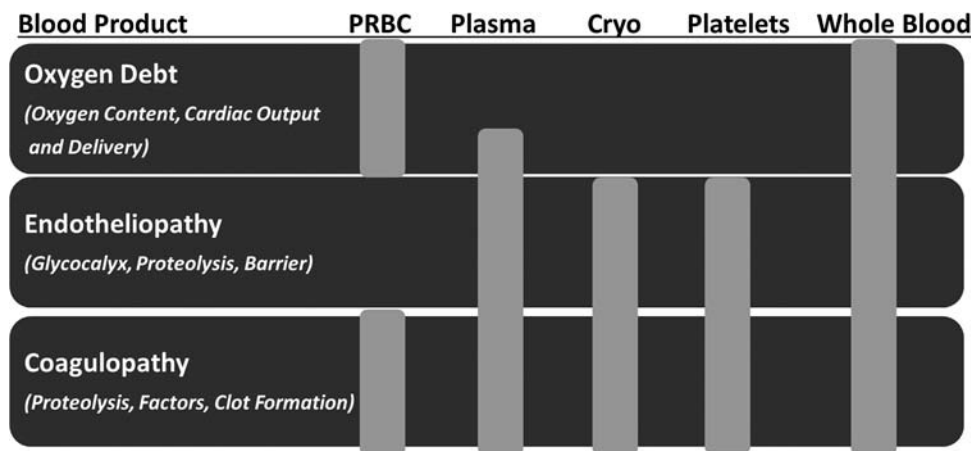 Blood Product PRBC Plasma Cryo Platelets Whole Blood
Oxygen Debt
(Oxygen Content, Cardiac Output
and Delivery)
Endotheliopathy
(Glycocalyx, Proteolysis, Barrier)
Coagulopathy
(Proteolysis, Factors, Clot Formation)